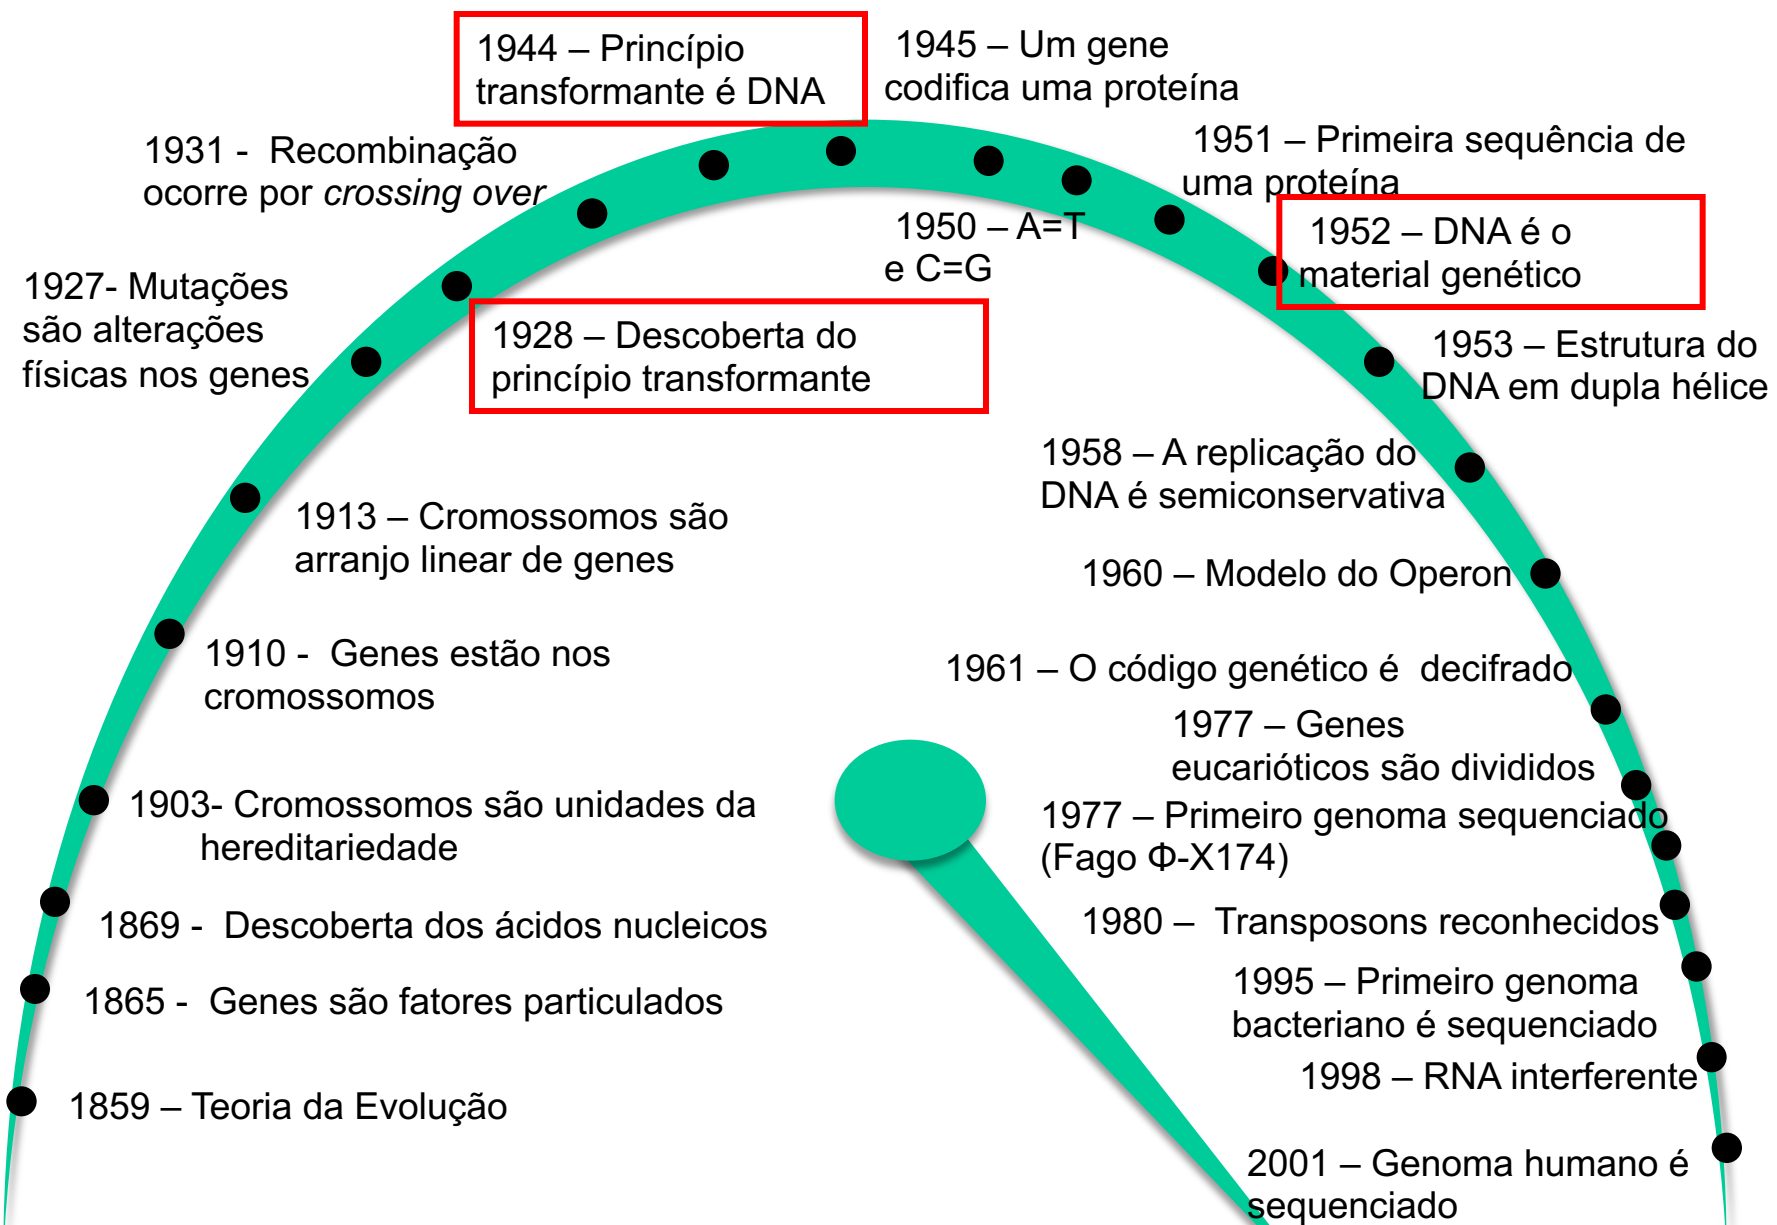 1859 – Teoria da Evolução
1865 - Genes são fatores particulados
1869 - Descoberta dos ácidos nucleicos
1903- Cromossomos são unidades da
hereditariedade
1910 - Genes estão nos
cromossomos
1913 – Cromossomos são
arranjo linear de genes
1927- Mutações
são alterações
físicas nos genes
1928 – Descoberta do
princípio transformante
1931 - Recombinação
ocorre por crossing over
1944 – Princípio
transformante é DNA
1945 – Um gene
codifica uma proteína
1950 – A=T
e C=G
1951 – Primeira sequência de
uma proteína
1952 – DNA é o
material genético
1953 – Estrutura do
DNA em dupla hélice
1958 – A replicação do
DNA é semiconservativa
1960 – Modelo do Operon
1961 – O código genético é decifrado
1977 – Genes
eucarióticos são divididos
1977 – Primeiro genoma sequenciado
(Fago Φ-X174)
1980 – Transposons reconhecidos
1995 – Primeiro genoma
bacteriano é sequenciado
1998 – RNA interferente
2001 – Genoma humano é
sequenciado